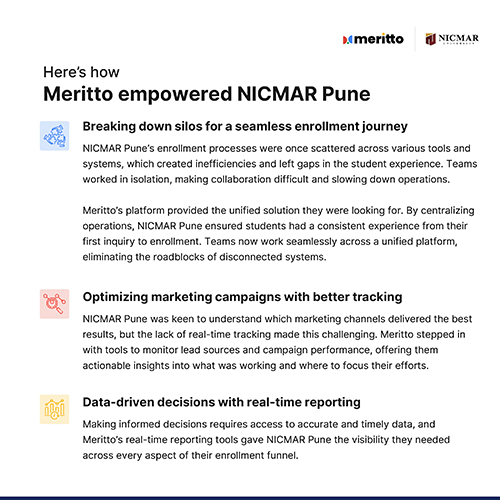 meritto
NICMAR
UNIVERSITY
Here's how
Meritto empowered NICMAR Pune
Breaking down silos for a seamless enrollment journey
NICMAR Pune's enrollment processes were once scattered across various tools and
systems, which created inefficiencies and left gaps in the student experience. Teams
worked in isolation, making collaboration difficult and slowing down operations.
Meritto's platform provided the unified solution they were looking for. By centralizing
operations, NICMAR Pune ensured students had a consistent experience from their
first inquiry to enrollment. Teams now work seamlessly across a unified platform,
eliminating the roadblocks of disconnected systems.
Optimizing marketing campaigns with better tracking
NICMAR Pune was keen to understand which marketing channels delivered the best
results, but the lack of real-time tracking made this challenging. Meritto stepped in
with tools to monitor lead sources and campaign performance, offering them
actionable insights into what was working and where to focus their efforts.
Data-driven decisions with real-time reporting
Making informed decisions requires access to accurate and timely data, and
Meritto's real-time reporting tools gave NICMAR Pune the visibility they needed
across every aspect of their enrollment funnel.